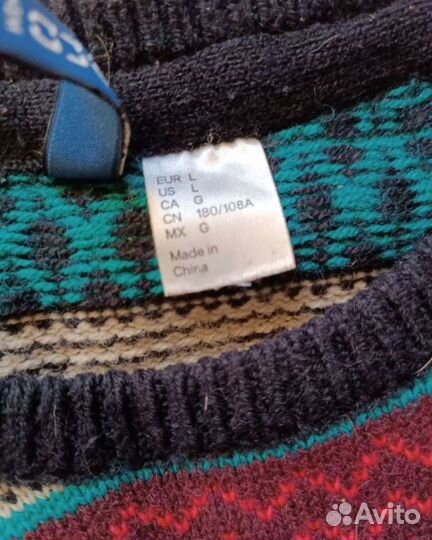 EUR L
US L
CA G
CN 180/108A
MX G
Made in
China
Avito